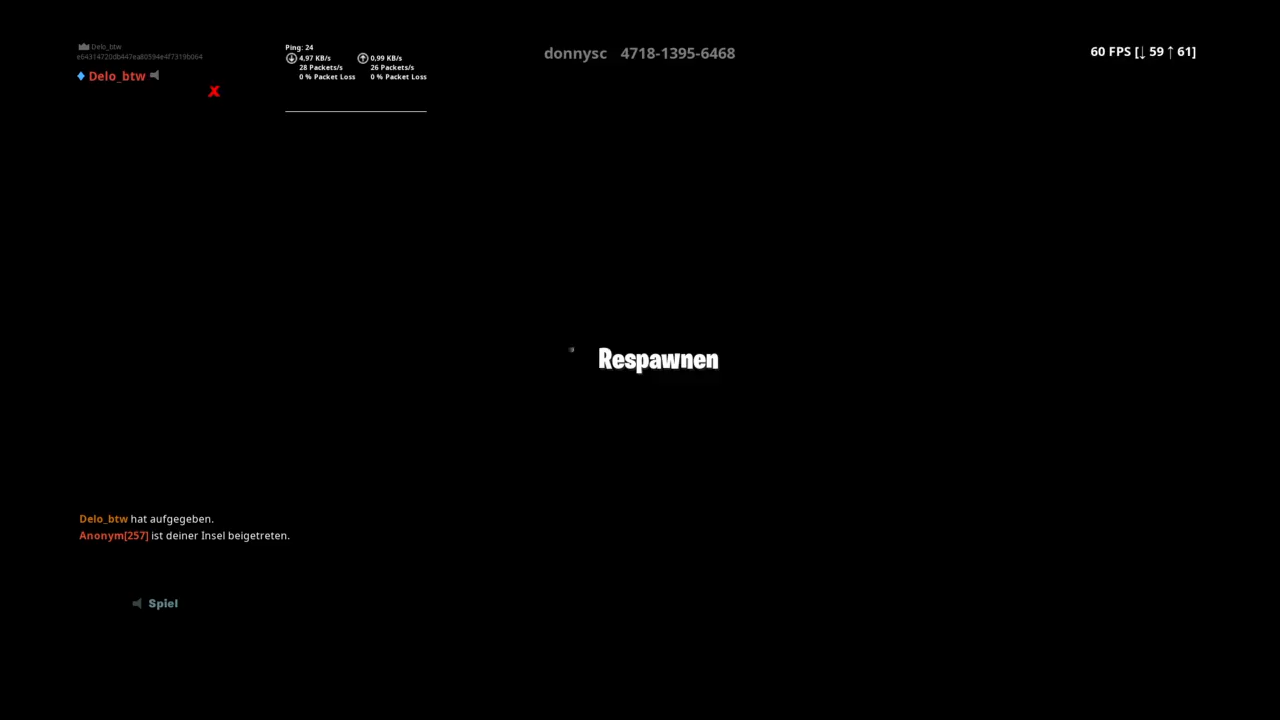 Delo_btw
Delo_btw
Ping: 24
4,97 KB/s 0,99 KB/s
28 Packets/s 26 Packets/s
0 % Packet Loss 0 % Packet Loss
donnysc 4718-1395-6468
60 FPS [↓ 59 ↑ 61]
Respawnen
Delo_btw hat aufgegeben.
Anonym[257] ist deiner Insel beigetreten.
Spiel